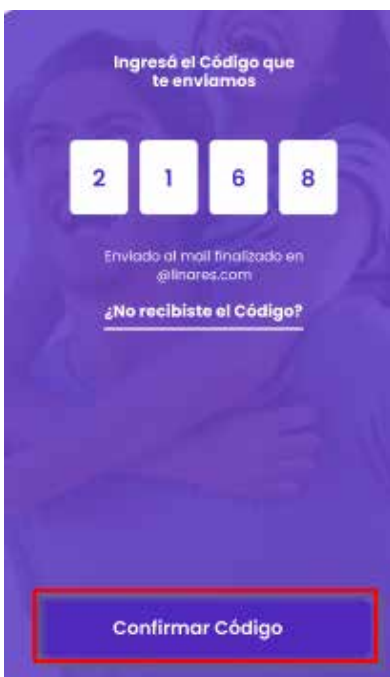 Ingresá el Código que
te enviamos
2 1 6 8
Enviado al mail finalizado en
@linares.com
¿No recibiste el Código?
Confirmar Código